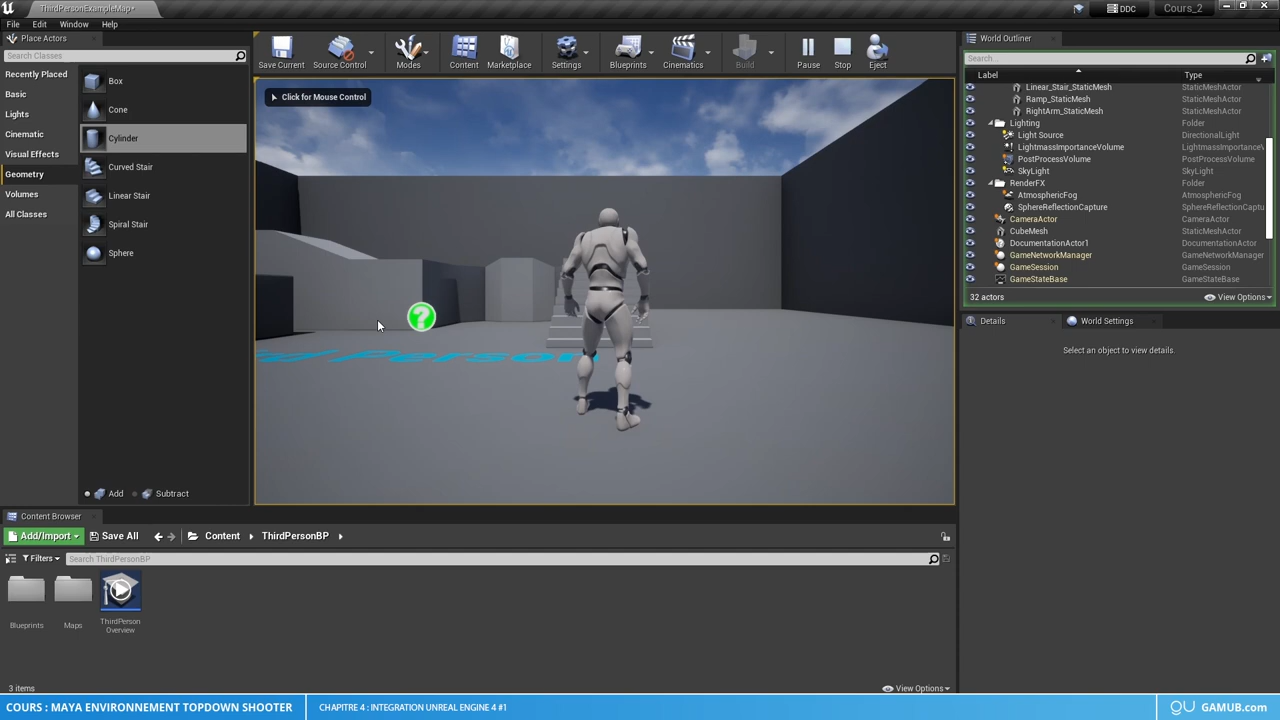 ThirdPersonExampleMap*
DDC
Cours_2
File Edit Window Help
Place Actors
Search Classes
Recently Placed
Basic
Lights
Cinematic
Visual Effects
Geometry
Volumes
All Classes
Box
Cone
Cylinder
Curved Stair
Linear Stair
Spiral Stair
Sphere
Add Subtract
Save Current Source Control Modes Content Marketplace Settings Blueprints Cinematics Build Pause Stop Eject
Click for Mouse Control
World Outliner
Search...
Label Type
Linear_Stair_StaticMesh StaticMeshActor
Ramp_StaticMesh StaticMeshActor
RightArm_StaticMesh StaticMeshActor
Lighting Folder
Light Source DirectionalLight
LightmassImportanceVolume LightmassImportanceV
PostProcessVolume PostProcessVolume
SkyLight SkyLight
RenderFX Folder
AtmosphericFog AtmosphericFog
SphereReflectionCapture SphereReflectionCaptu
CameraActor CameraActor
CubeMesh StaticMeshActor
DocumentationActor1 DocumentationActor
GameNetworkManager GameNetworkManager
GameSession GameSession
GameStateBase GameStateBase
32 actors View Options
Details World Settings
Select an object to view details.
Content Browser
Add/Import Save All Content ThirdPersonBP
Filters Search ThirdPersonBP
Blueprints
Maps
ThirdPerson
Overview
3 items View Options
COURS : MAYA ENVIRONNEMENT TOPDOWN SHOOTER CHAPITRE 4 : INTEGRATION UNREAL ENGINE 4 #1 GAMUB.com